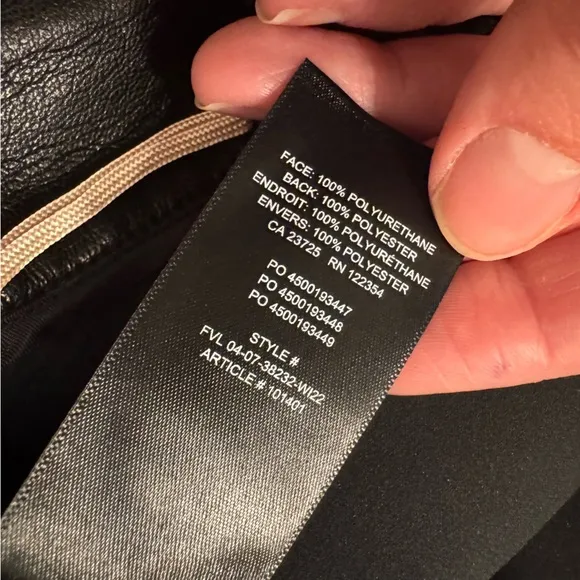 FACE: 100% POLYURETHANE
BACK: 100% POLYESTER
ENDROIT: 100% POLYURÉTHANE
ENVERS: 100% POLYESTER
CA 23725 RN 122354
PO 4500193447
PO 4500193448
PO 4500193449
STYLE #
FVL 04-07-38232-WI22
ARTICLE # 101401